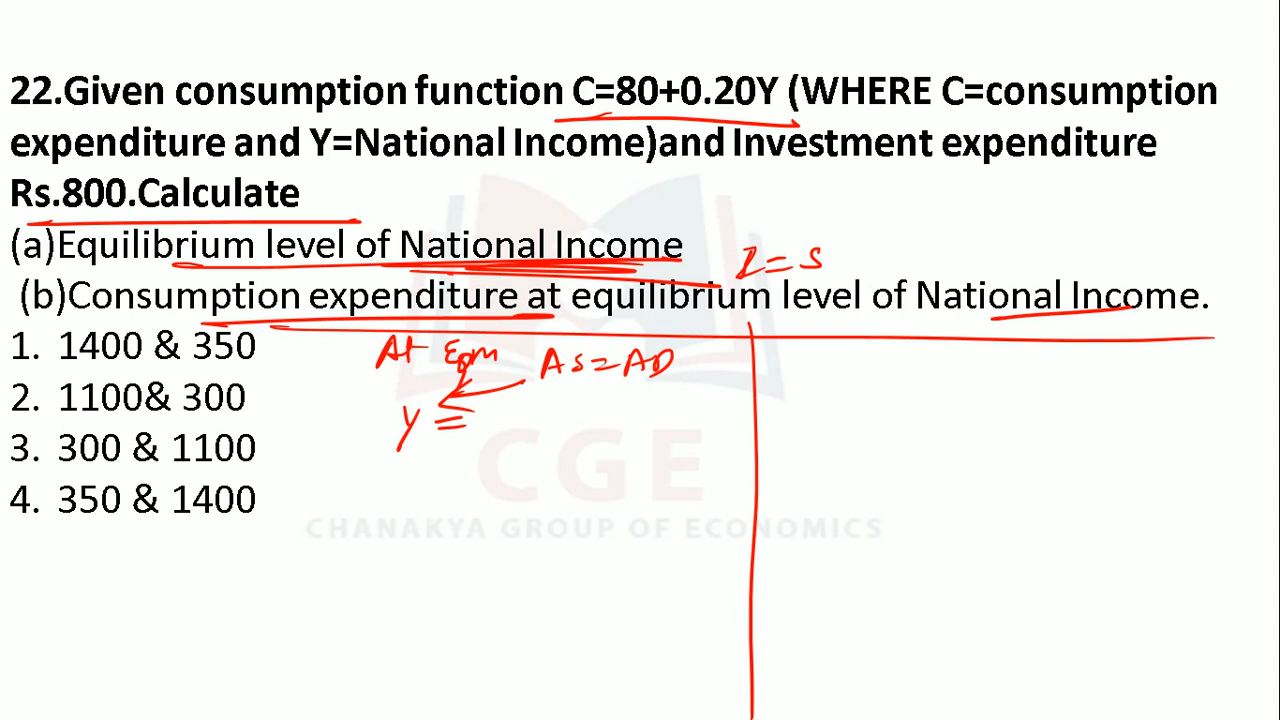 22.Given consumption function C=80+0.20Y (WHERE C=consumption
expenditure and Y=National Income)and Investment expenditure
Rs.800.Calculate
(a)Equilibrium level of National Income
I = S
(b)Consumption expenditure at equilibrium level of National Income.
1. 1400 & 350
At Eqm AS=AD
2. 1100& 300
Y =
3. 300 & 1100
4. 350 & 1400
CGE
CHANAKYA GROUP OF ECONOMICS